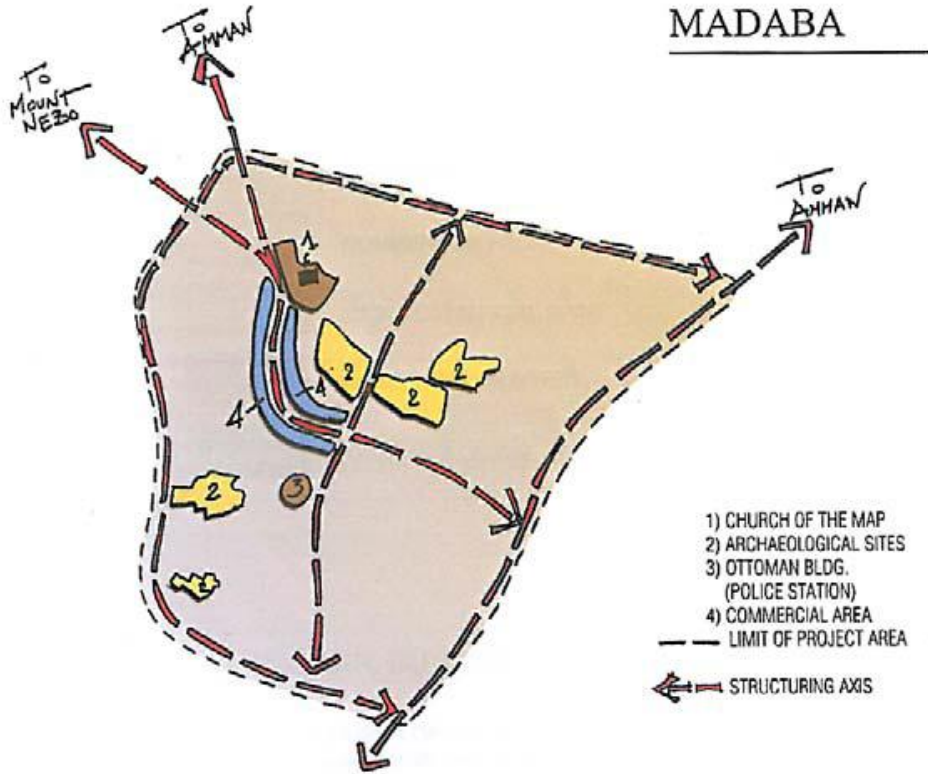 MADABA
To
AMMAN
To
MOUNT
NEBO
To
AMMAN
1
2
2
2
4
4
2
3
2
1) CHURCH OF THE MAP
2) ARCHAEOLOGICAL SITES
3) OTTOMAN BLDG.
(POLICE STATION)
4) COMMERCIAL AREA
LIMIT OF PROJECT AREA
STRUCTURING AXIS